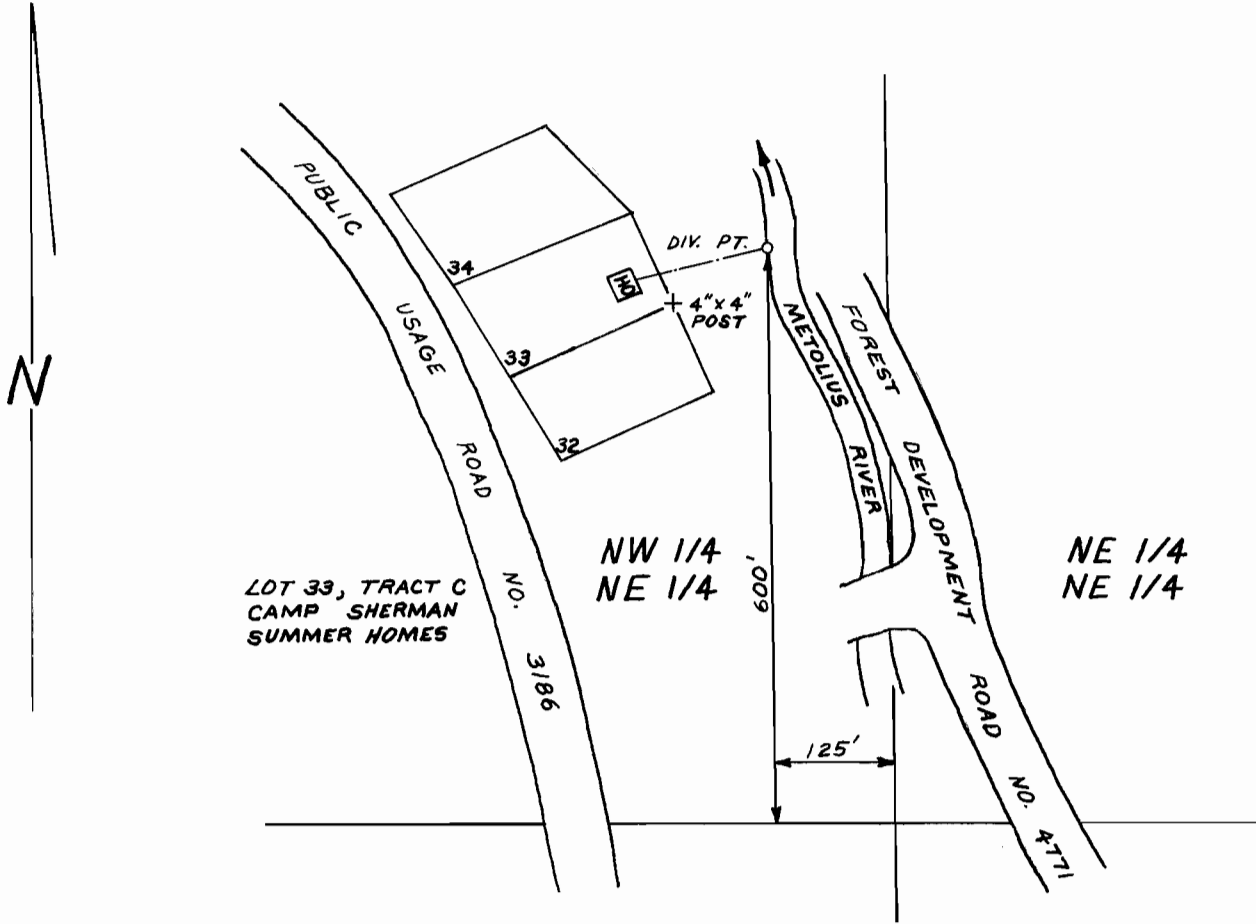 N
PUBLIC USAGE ROAD NO. 3186
34
33
32
HO
DIV. PT.
4"x 4"
POST
METOLIUS RIVER
FOREST DEVELOPMENT ROAD NO. 4771
LOT 33, TRACT C
CAMP SHERMAN
SUMMER HOMES
NW 1/4
NE 1/4
600'
NE 1/4
NE 1/4
125'